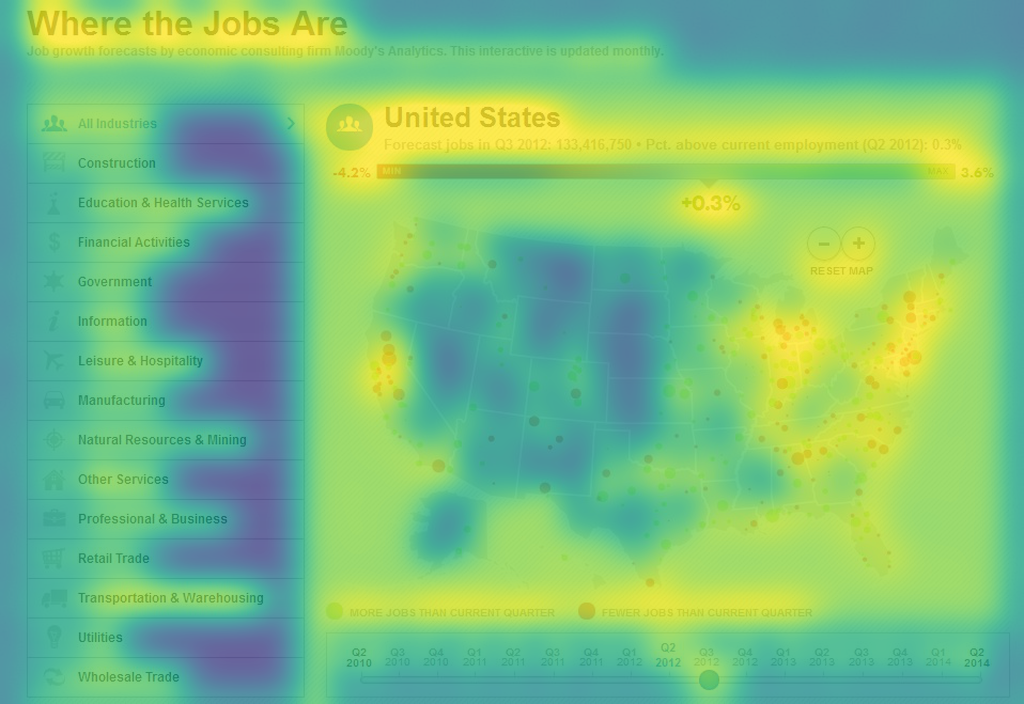 Where the Jobs Are
Job growth forecasts by economic consulting firm Moody's Analytics. This interactive is updated monthly.
All Industries
Construction
Education & Health Services
Financial Activities
Government
Information
Leisure & Hospitality
Manufacturing
Natural Resources & Mining
Other Services
Professional & Business
Retail Trade
Transportation & Warehousing
Utilities
Wholesale Trade
United States
Forecast jobs in Q3 2012: 133,416,750 • Pct. above current employment (Q2 2012): 0.3%
-4.2% MIN MAX 3.6%
+0.3%
RESET MAP
MORE JOBS THAN CURRENT QUARTER FEWER JOBS THAN CURRENT QUARTER
Q2 Q3 Q4 Q1 Q2 Q3 Q4 Q1 Q2 Q3 Q4 Q1 Q2 Q3 Q4 Q1 Q2
2010 2010 2010 2011 2011 2011 2011 2012 2012 2012 2012 2013 2013 2013 2013 2014 2014